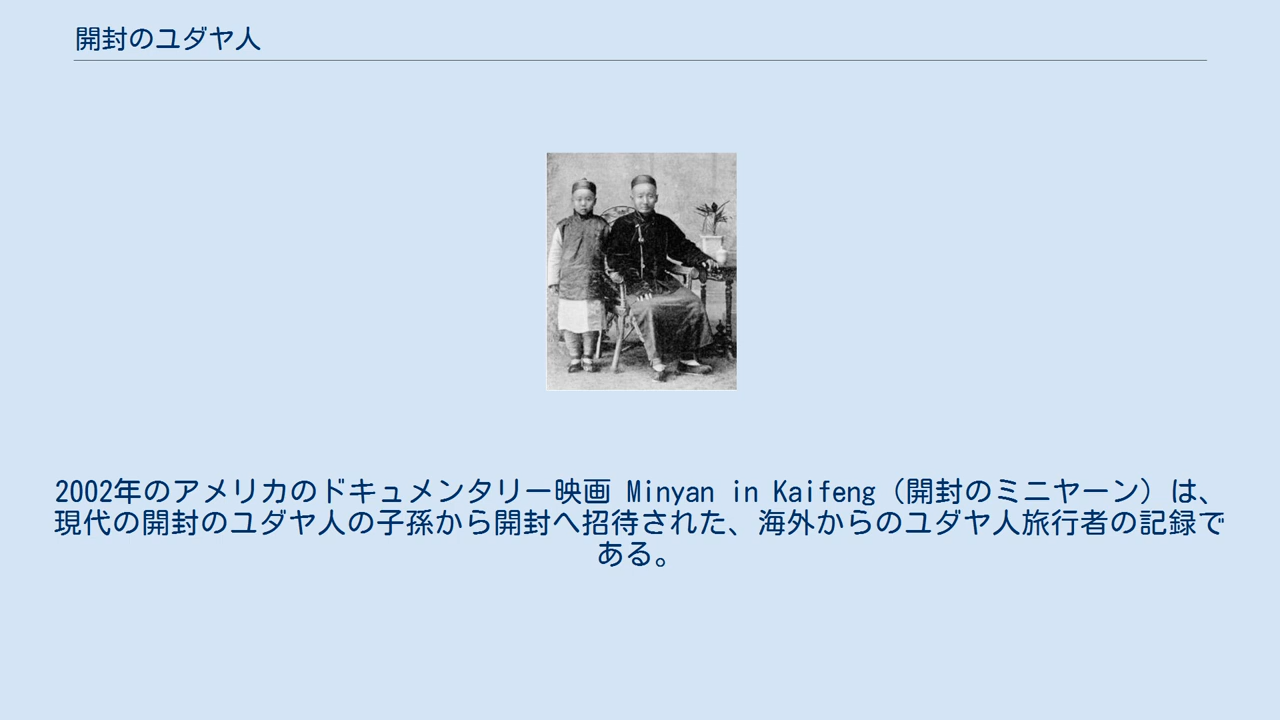 開封のユダヤ人
2002年のアメリカのドキュメンタリー映画 Minyan in Kaifeng（開封のミニヤーン）は、
現代の開封のユダヤ人の子孫から開封へ招待された、海外からのユダヤ人旅行者の記録で
ある。